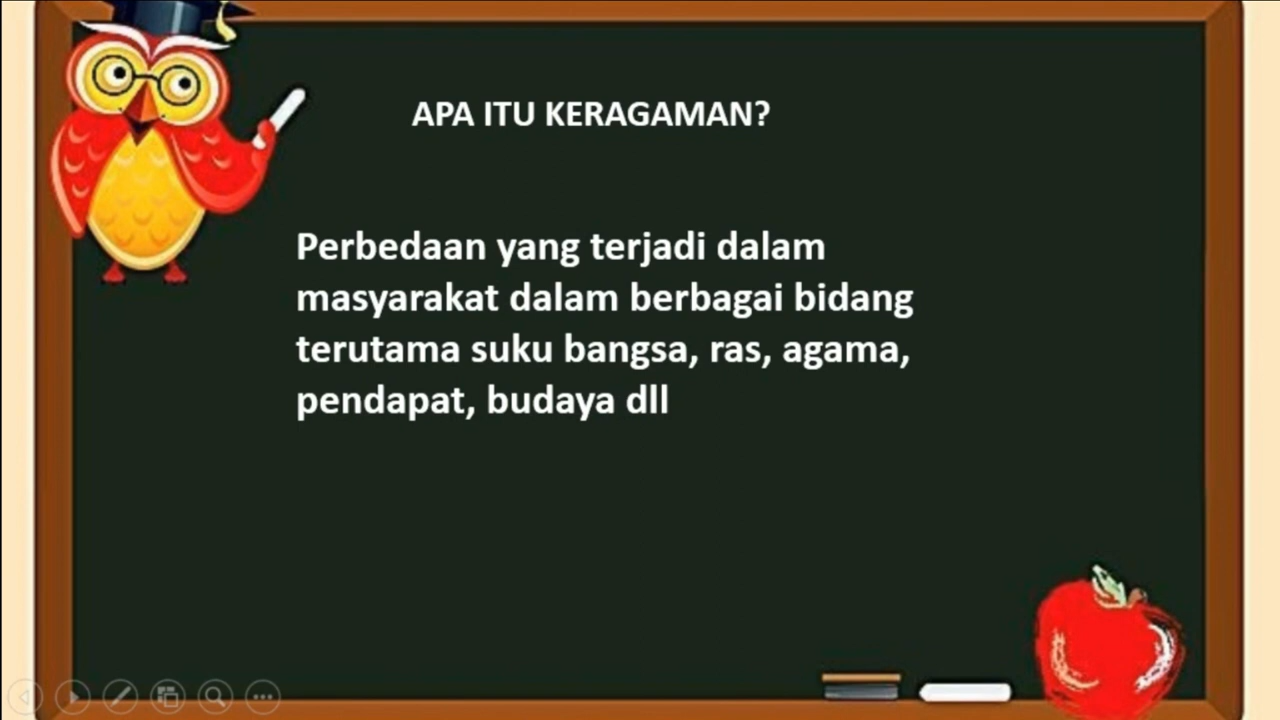 APA ITU KERAGAMAN?
Perbedaan yang terjadi dalam
masyarakat dalam berbagai bidang
terutama suku bangsa, ras, agama,
pendapat, budaya dll